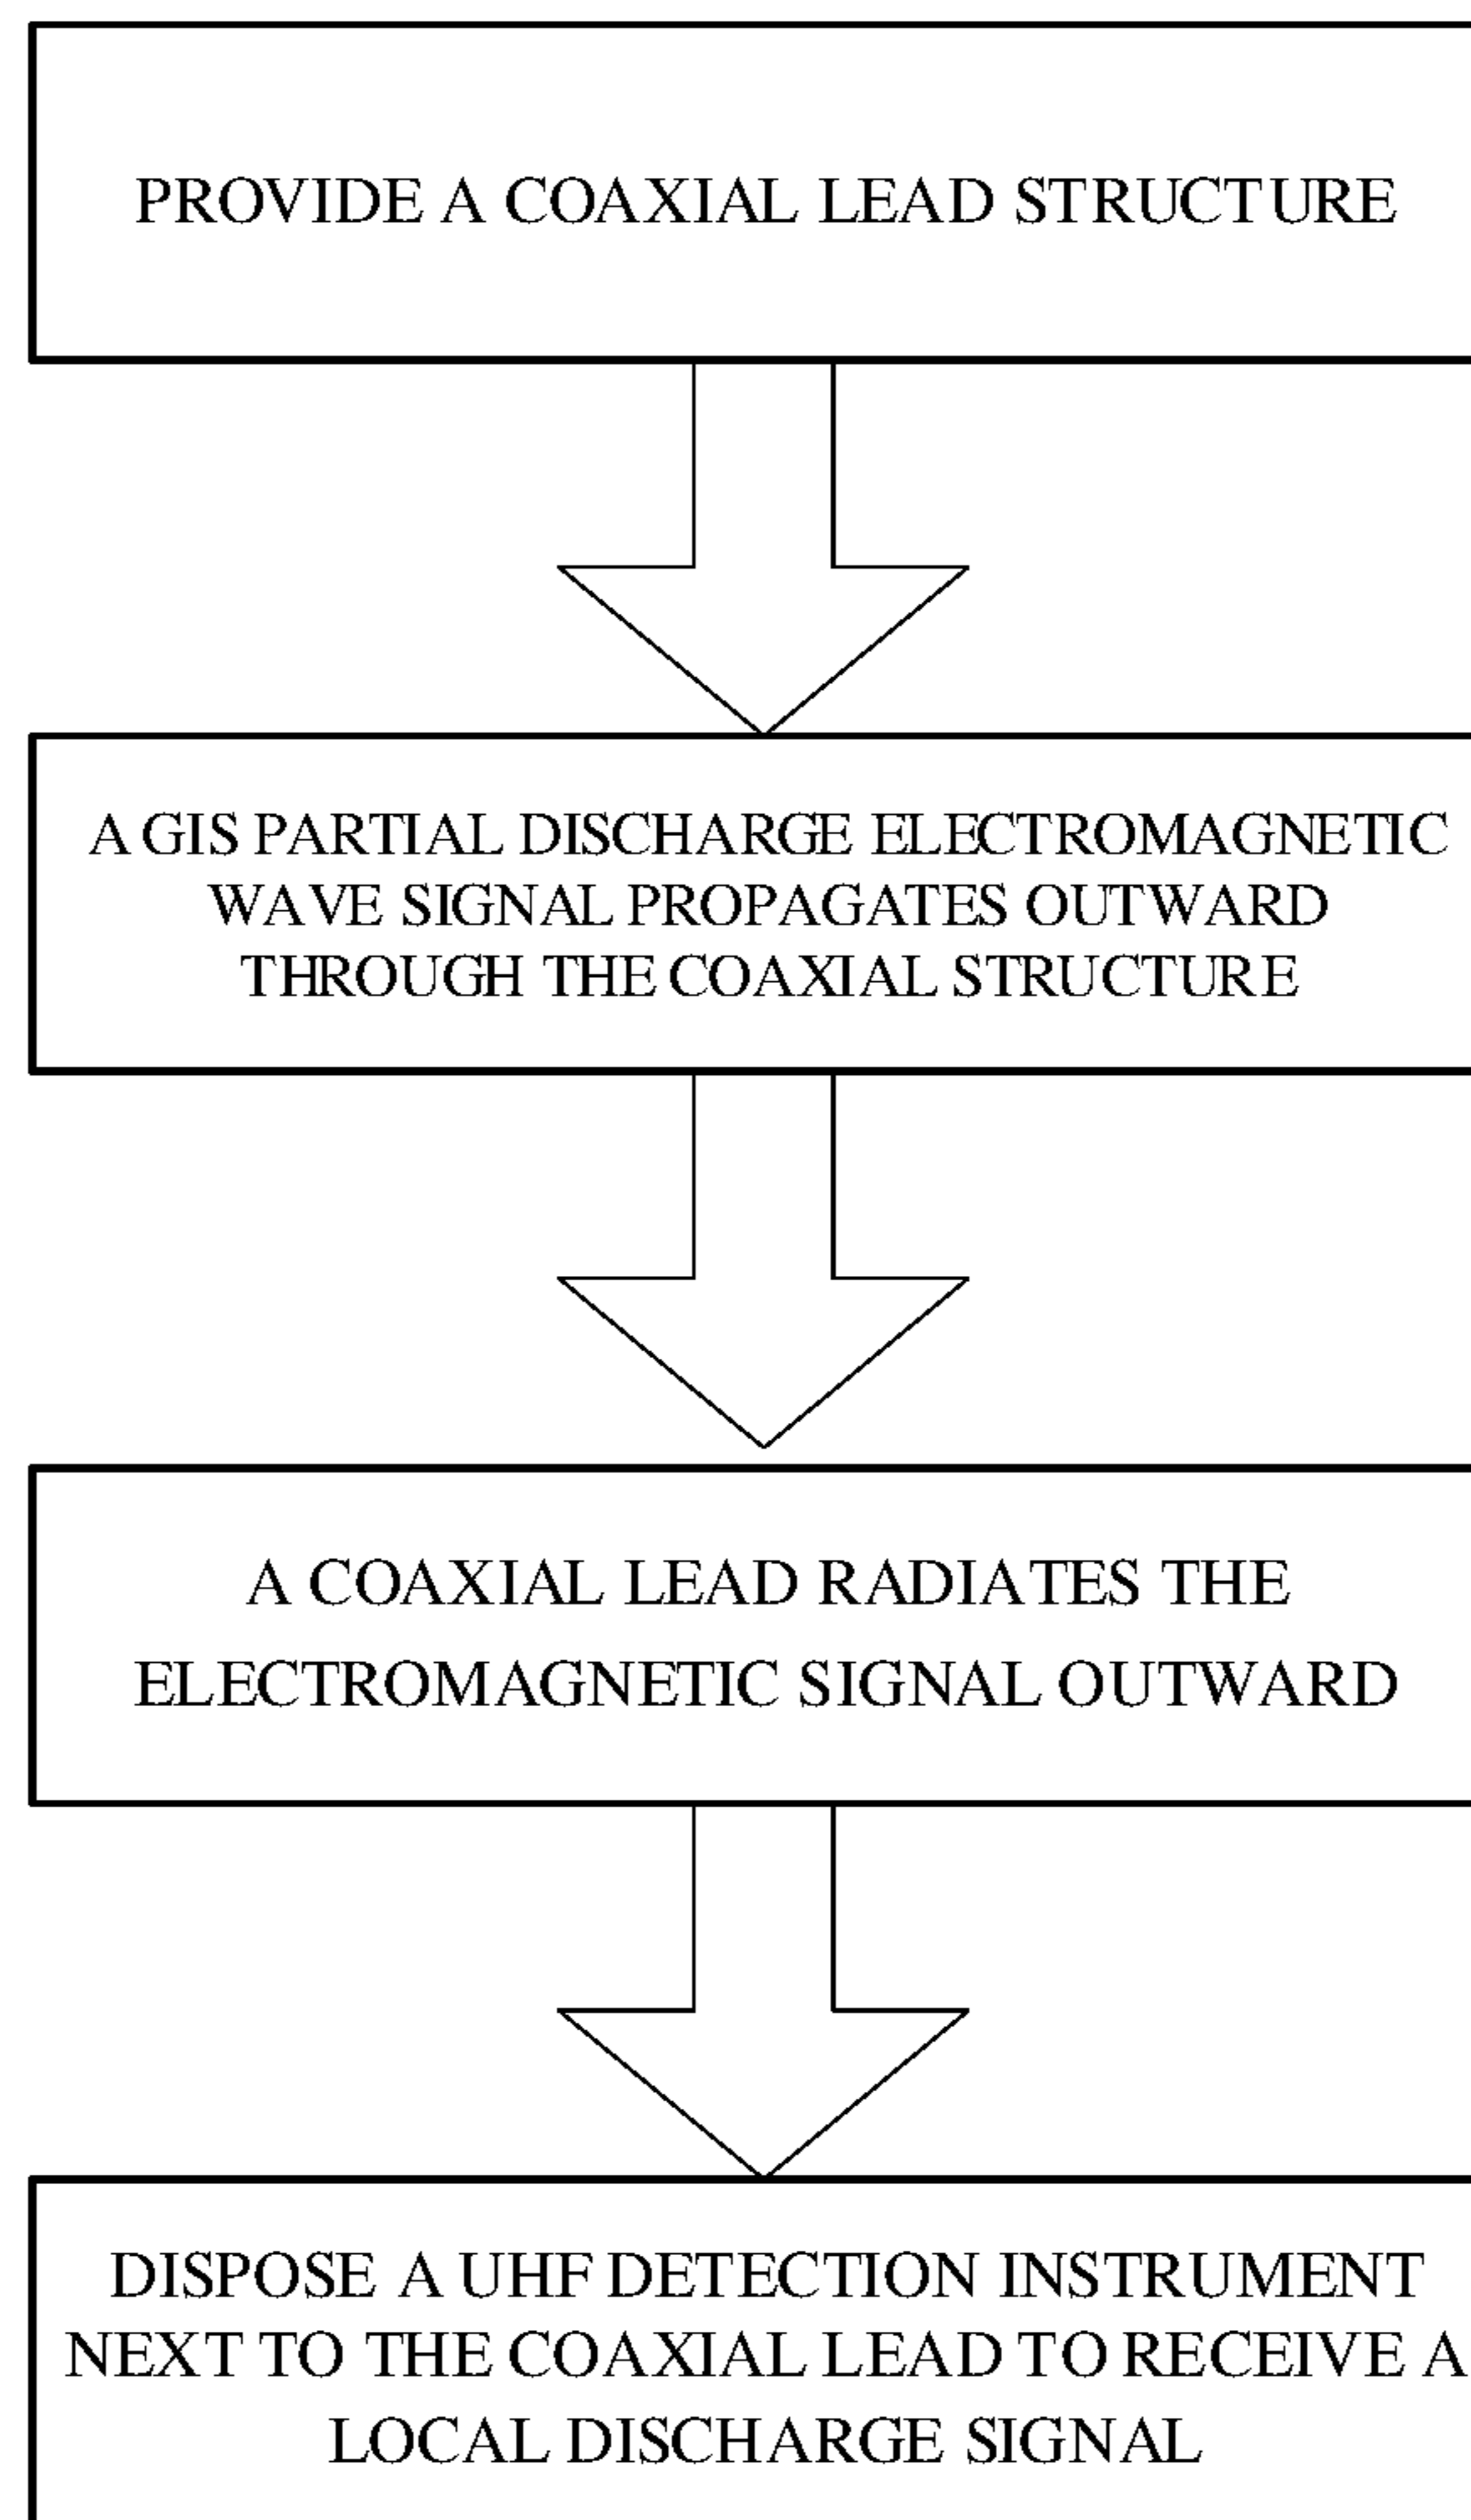 PROVIDE A COAXIAL LEAD STRUCTURE
A GIS PARTIAL DISCHARGE ELECTROMAGNETIC
WAVE SIGNAL PROPAGATES OUTWARD
THROUGH THE COAXIAL STRUCTURE
A COAXIAL LEAD RADIATES THE
ELECTROMAGNETIC SIGNAL OUTWARD
DISPOSE A UHF DETECTION INSTRUMENT
NEXT TO THE COAXIAL LEAD TO RECEIVE A
LOCAL DISCHARGE SIGNAL